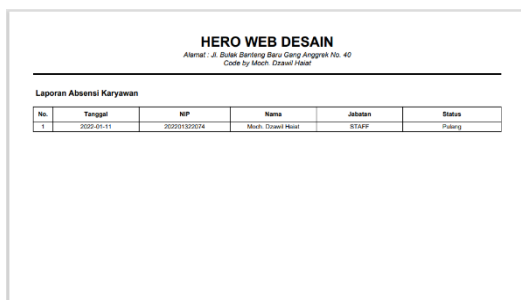 HERO WEB DESAIN
Alamat : Jl. Bulak Banteng Baru Gang Anggrek No. 40
Code by Moch. Dzawil Haiat
Laporan Absensi Karyawan
No. Tanggal NIP Nama Jabatan Status
1 2022-01-11 202201322074 Moch. Dzawil Haiat STAFF Pulang